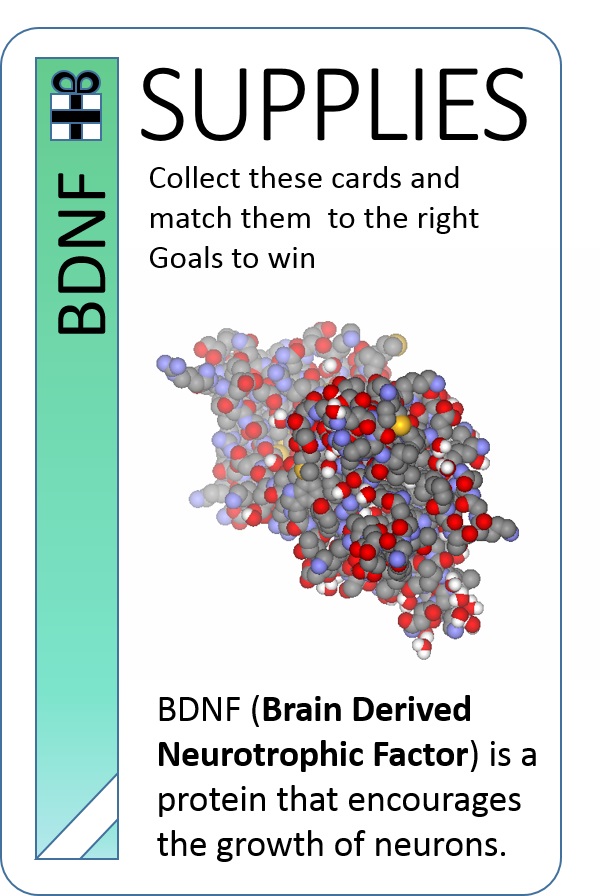 SUPPLIES
Collect these cards and
match them  to the right
Goals to win
BDNF
BDNF (Brain Derived
Neurotrophic Factor) is a
protein that encourages
the growth of neurons.